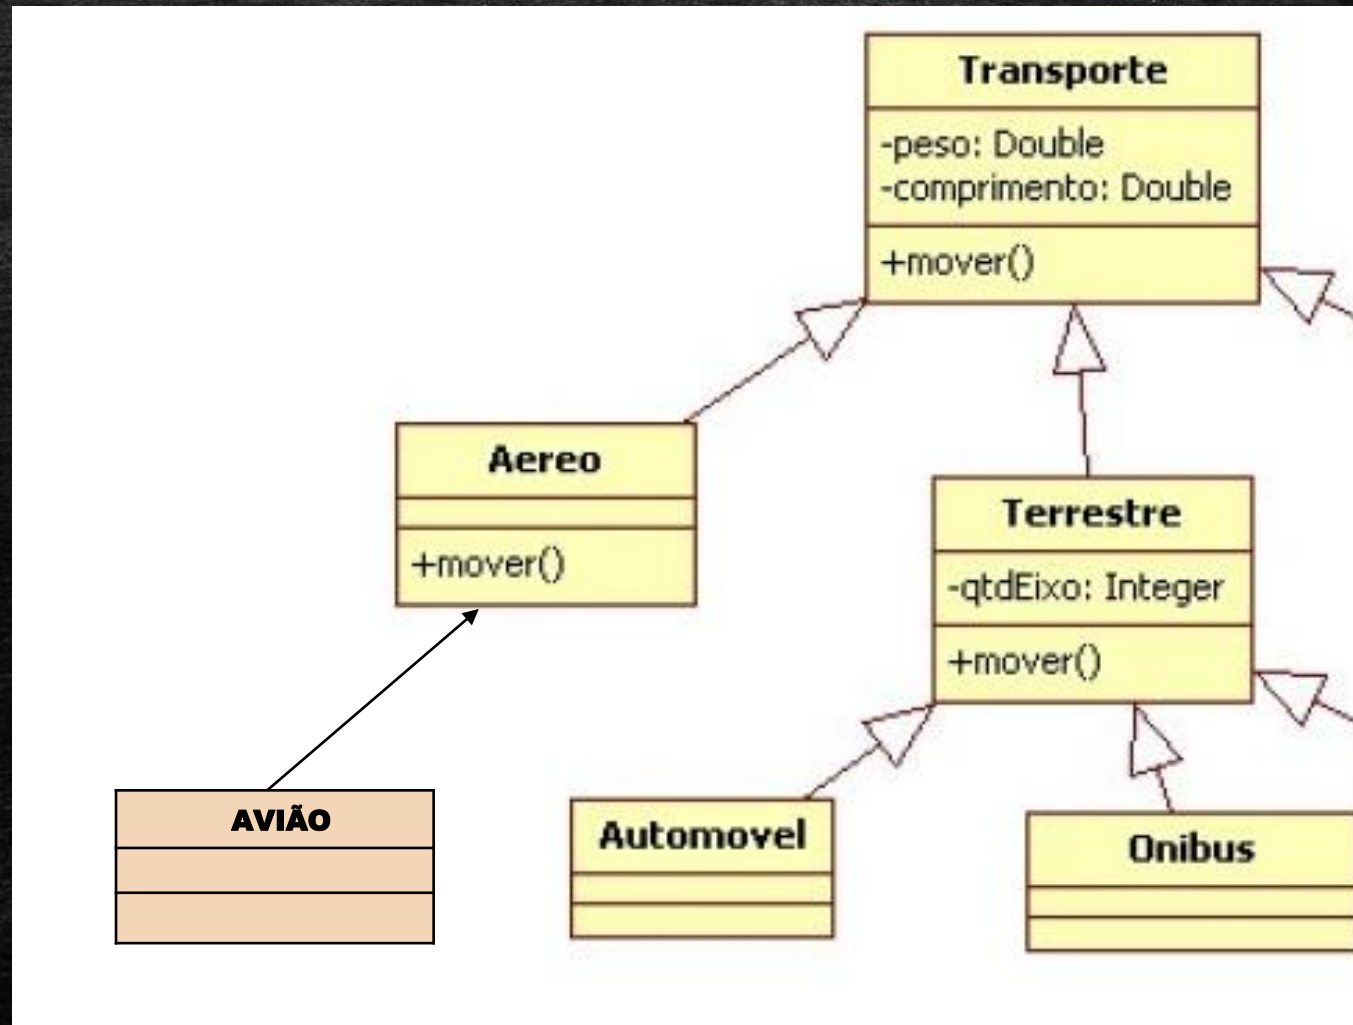 Transporte
-peso: Double
-comprimento: Double
+mover()
Aereo
+mover()
Terrestre
-qtdEixo: Integer
+mover()
AVIÃO
Automovel
Onibus